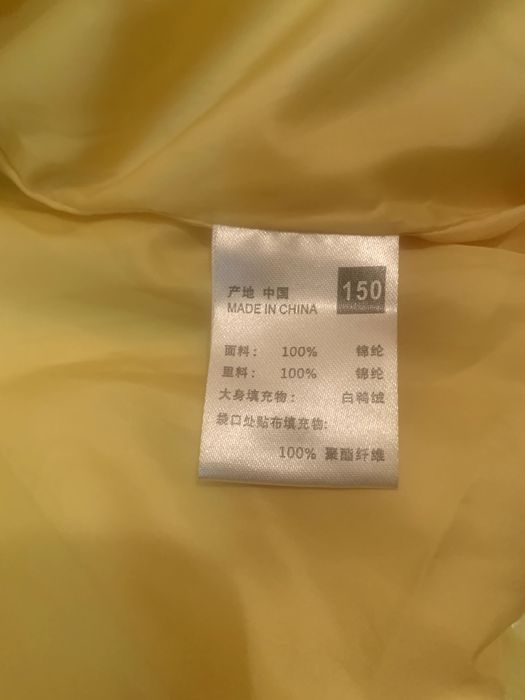 产地 中国
150
MADE IN CHINA
面料: 100% 锦纶
里料: 100% 锦纶
大身填充物: 白鸭绒
袋口处贴布填充物:
100% 聚酯纤维